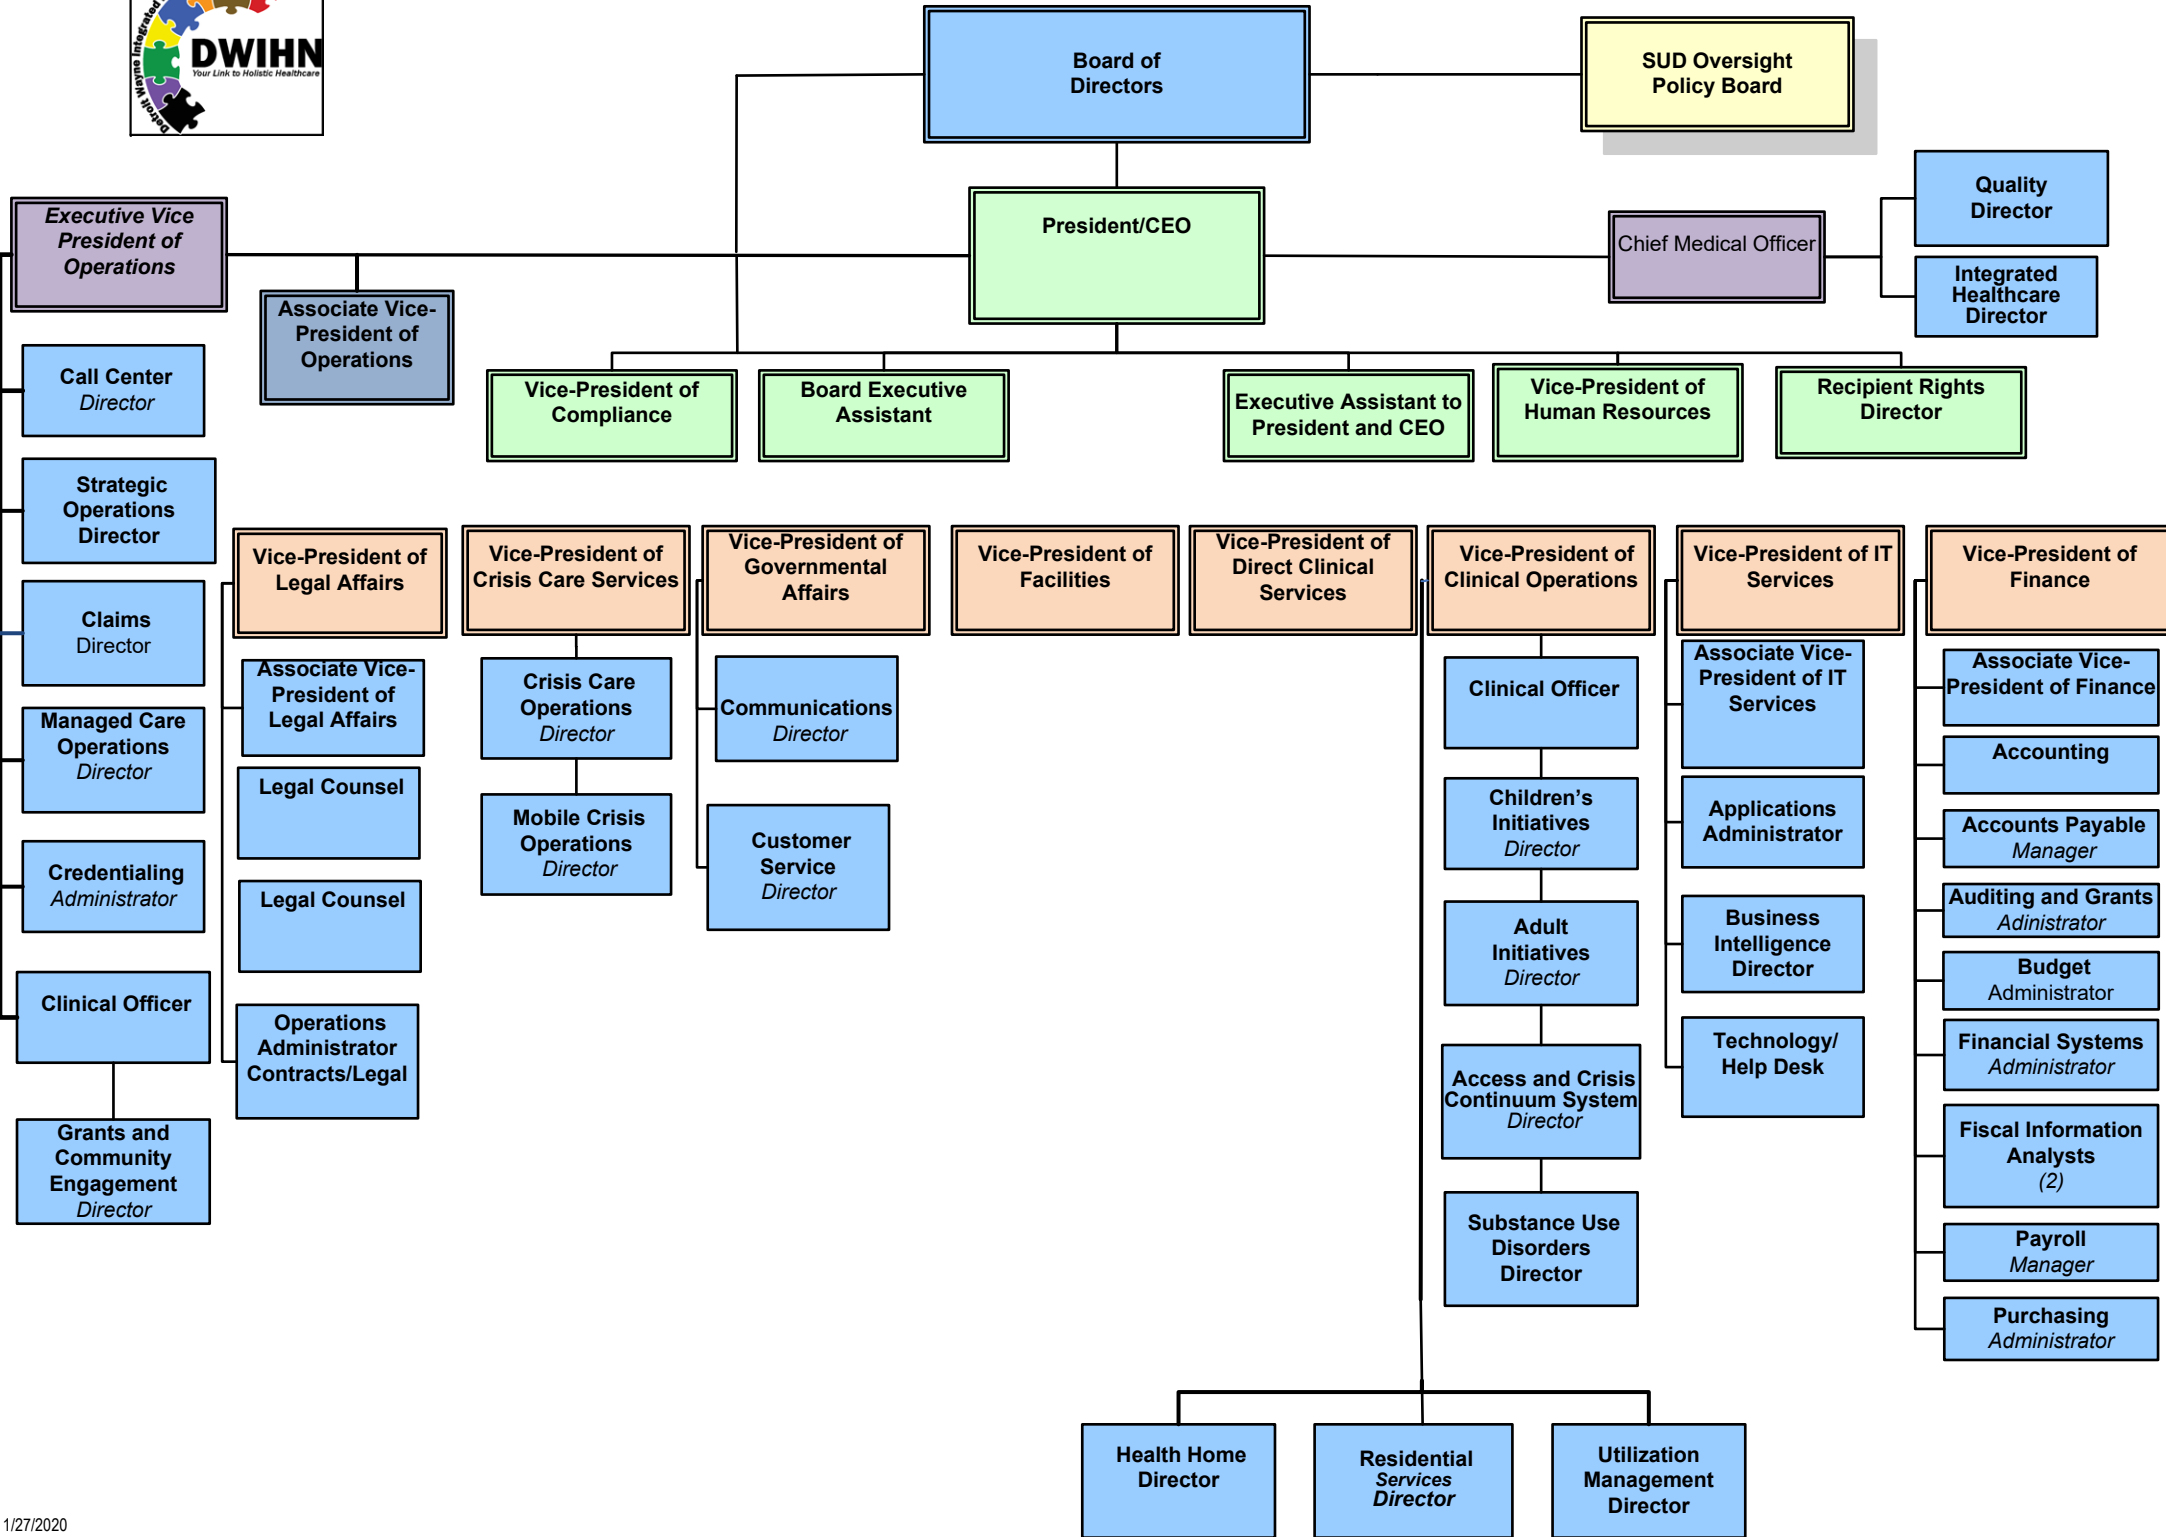 Detroit Wayne Integrated
DWIHN
Your Link to Holistic Healthcare
Board of
Directors
SUD Oversight
Policy Board
Quality
Director
Executive Vice
President of
Operations
President/CEO
Chief Medical Officer
Integrated
Healthcare
Director
Associate Vice-
President of
Operations
Call Center
Director
Vice-President of
Compliance
Board Executive
Assistant
Executive Assistant to
President and CEO
Vice-President of
Human Resources
Recipient Rights
Director
Strategic
Operations
Director
Vice-President of
Legal Affairs
Vice-President of
Crisis Care Services
Vice-President of
Governmental
Affairs
Vice-President of
Facilities
Vice-President of
Direct Clinical
Services
Vice-President of
Clinical Operations
Vice-President of IT
Services
Vice-President of
Finance
Claims
Director
Managed Care
Operations
Director
Credentialing
Administrator
Clinical Officer
Grants and
Community
Engagement
Director
Associate Vice-
President of
Legal Affairs
Legal Counsel
Legal Counsel
Operations
Administrator
Contracts/Legal
Crisis Care
Operations
Director
Mobile Crisis
Operations
Director
Communications
Director
Customer
Service
Director
Clinical Officer
Children’s
Initiatives
Director
Adult
Initiatives
Director
Access and Crisis
Continuum System
Director
Substance Use
Disorders
Director
Associate Vice-
President of IT
Services
Applications
Administrator
Business
Intelligence
Director
Technology/
Help Desk
Associate Vice-
President of Finance
Accounting
Accounts Payable
Manager
Auditing and Grants
Adinistrator
Budget
Administrator
Financial Systems
Administrator
Fiscal Information
Analysts
(2)
Payroll
Manager
Purchasing
Administrator
Health Home
Director
Residential
Services
Director
Utilization
Management
Director
1/27/2020